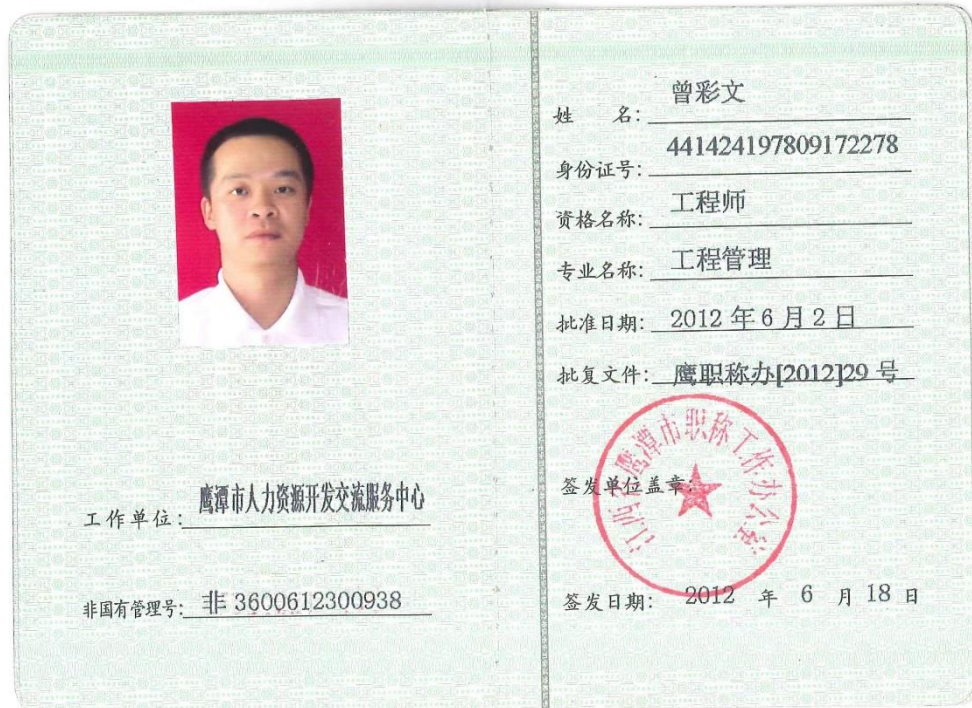 工作单位: 鹰潭市人力资源开发交流服务中心
非国有管理号: 非 3600612300938
姓 名: 曾彩文
身份证号: 441424197809172278
资格名称: 工程师
专业名称: 工程管理
批准日期: 2012 年 6 月 2 日
批复文件: 鹰职称办[2012]29 号
签发单位盖章:
江西省鹰潭市职称工作办公室
签发日期: 2012 年 6 月 18 日